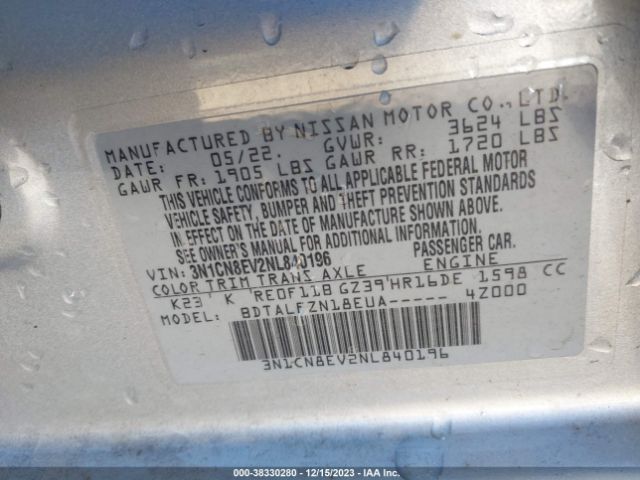 MANUFACTURED BY NISSAN MOTOR CO., LTD.
DATE: 05/22. GVWR: 3624 LBS
GAWR FR: 1905 LBS GAWR RR: 1720 LBS
THIS VEHICLE CONFORMS TO ALL APPLICABLE FEDERAL MOTOR
VEHICLE SAFETY, BUMPER AND THEFT PREVENTION STANDARDS
IN EFFECT ON THE DATE OF MANUFACTURE SHOWN ABOVE.
SEE OWNER'S MANUAL FOR ADDITIONAL INFORMATION.
VIN: 3N1CN8EV2NL840196 PASSENGER CAR.
COLOR TRIM TRANS AXLE ENGINE
K23 K RE0F11B GZ39 HR16DE 1598 CC
MODEL: BDTALFZN18EUA----- 4Z000
3N1CN8EV2NL840196
#0000 - 38330280 - 12/15/2023 - IAA Inc.